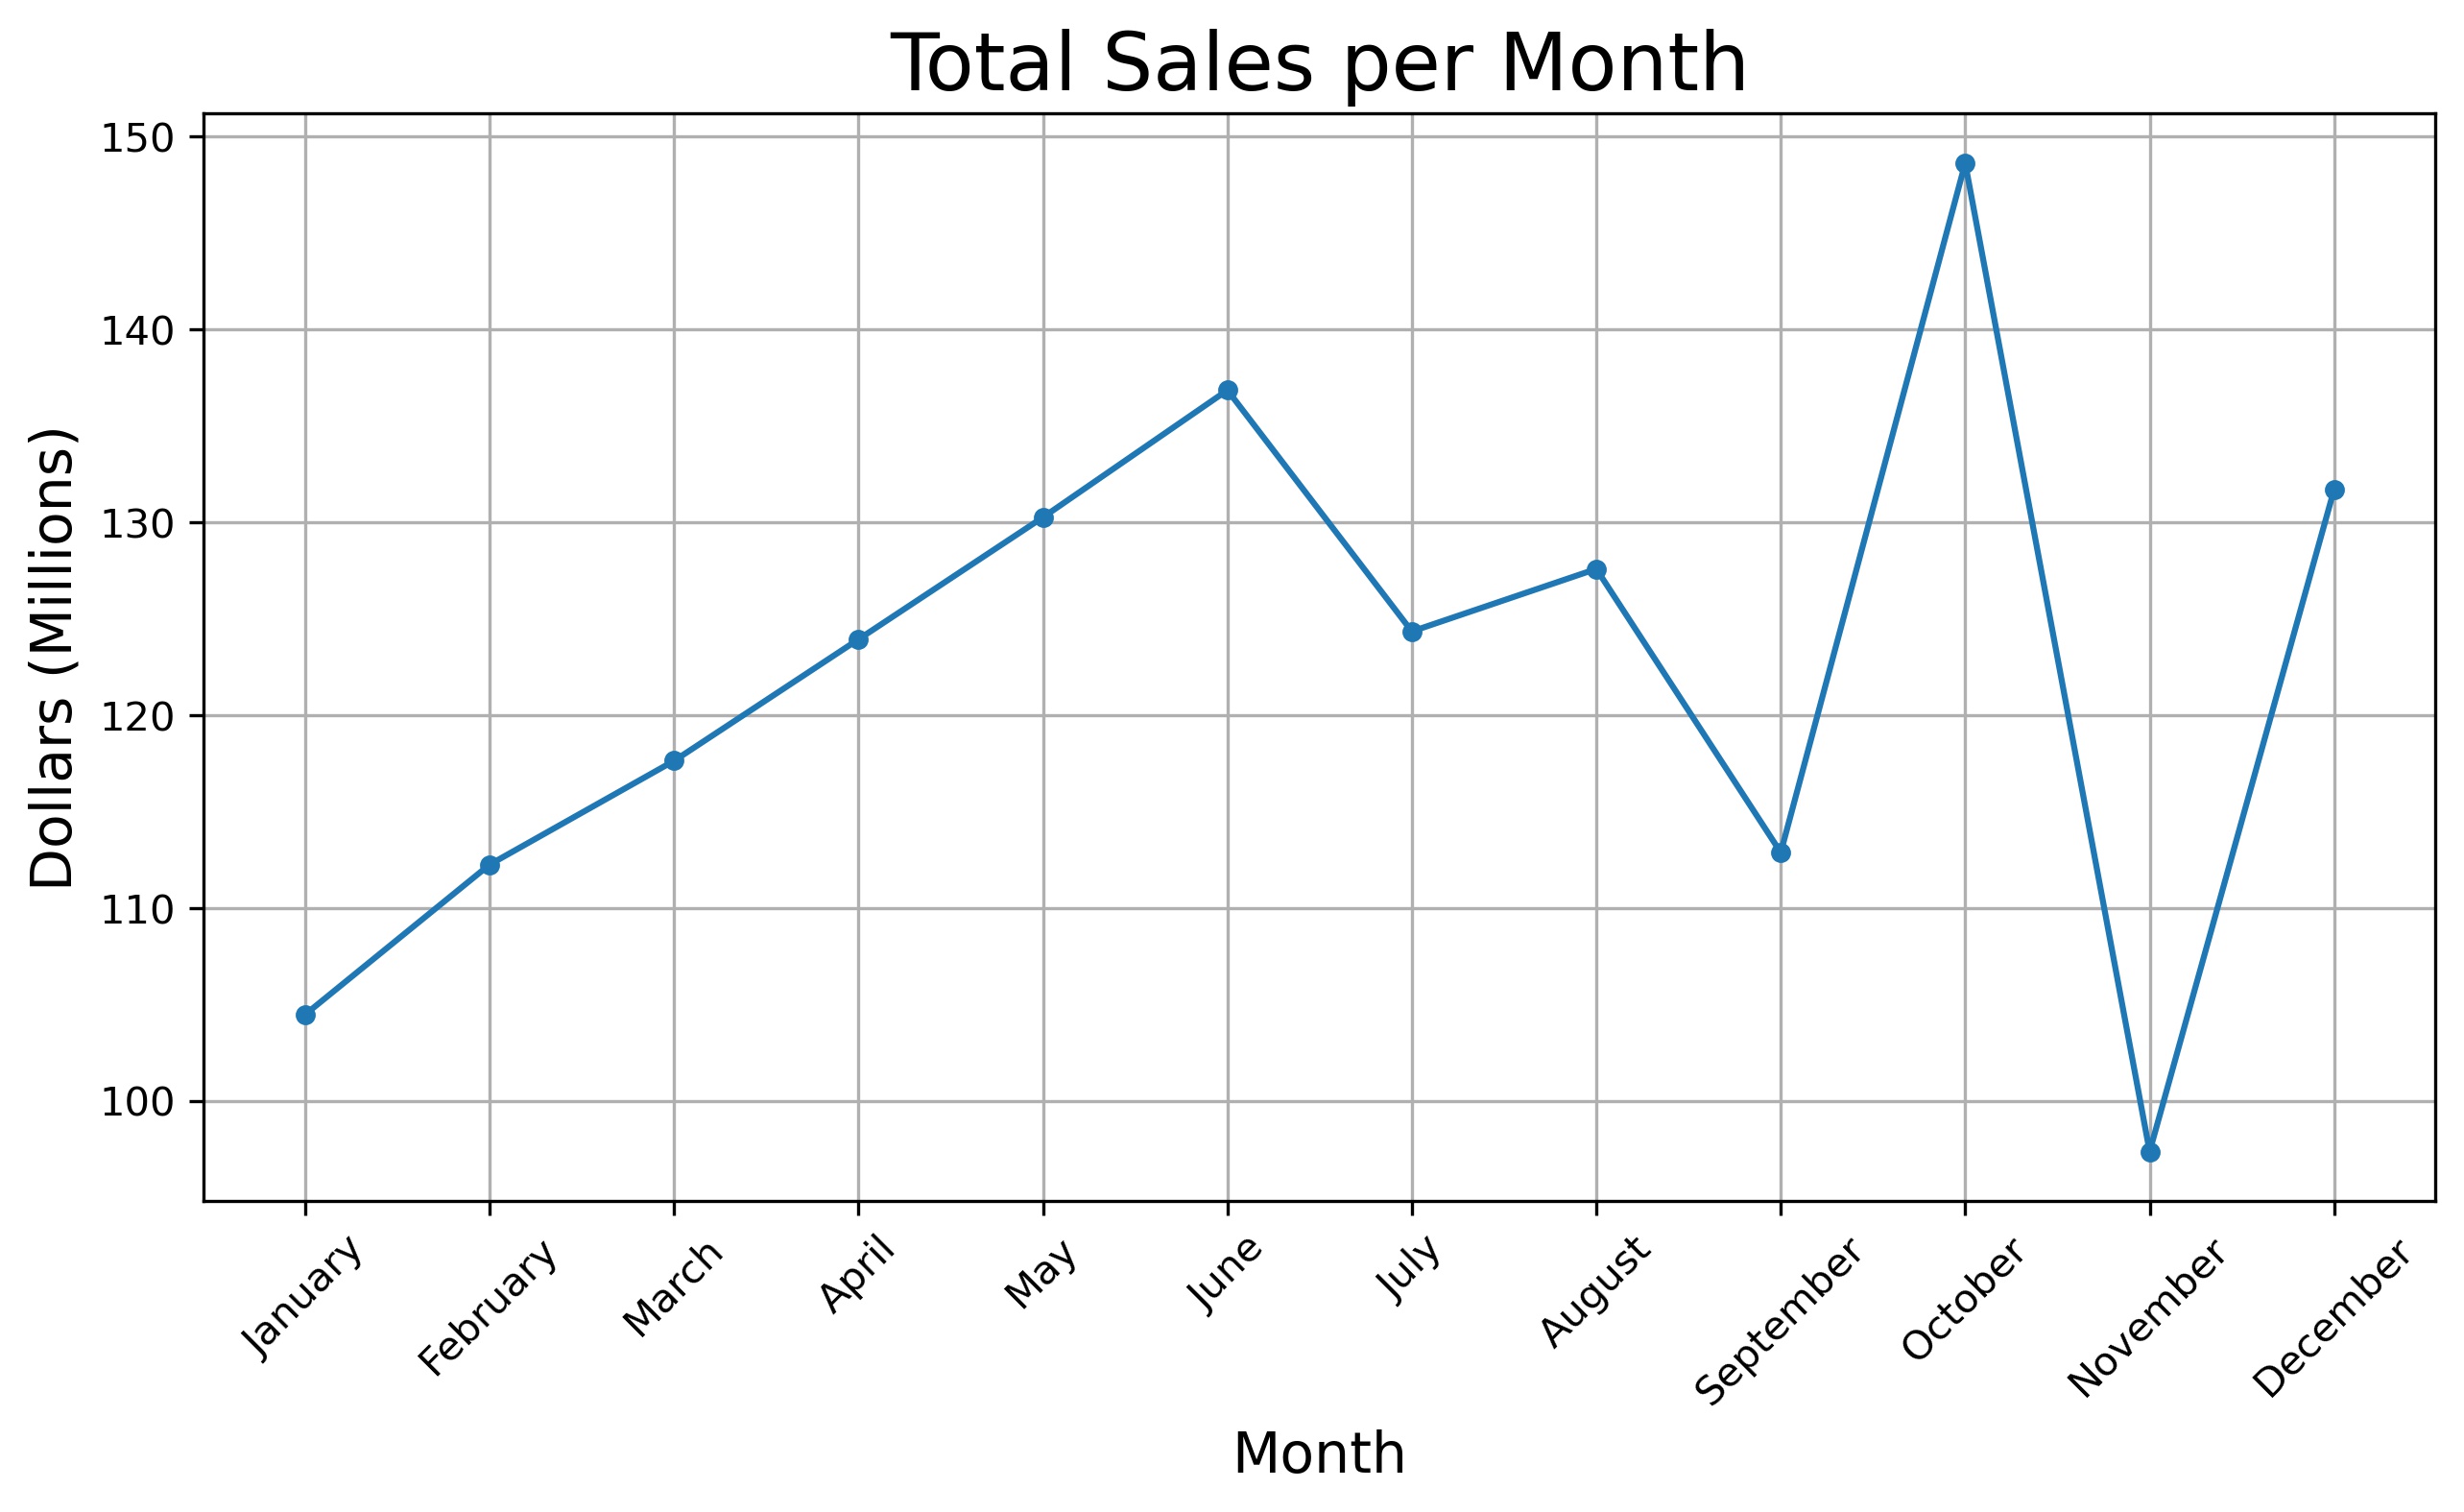 Total Sales per Month
Dollars (Millions)
150
140
130
120
110
100
January
February
March
April
May
June
July
August
September
October
November
December
Month